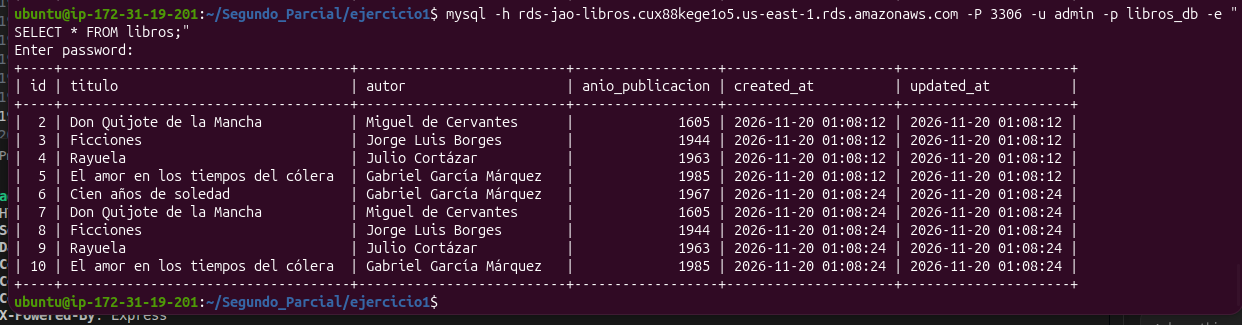 ubuntu@ip-172-31-19-201:~/Segundo_Parcial/ejercicio1$ mysql -h rds-jao-libros.cux88kege1o5.us-east-1.rds.amazonaws.com -P 3306 -u admin -p libros_db -e "
SELECT * FROM libros;"
Enter password:
+----+--------------------------------+--------------------------+------------------+---------------------+---------------------+
| id | titulo | autor | anio_publicacion | created_at | updated_at |
+----+--------------------------------+--------------------------+------------------+---------------------+---------------------+
| 2 | Don Quijote de la Mancha | Miguel de Cervantes | 1605 | 2026-11-20 01:08:12 | 2026-11-20 01:08:12 |
| 3 | Ficciones | Jorge Luis Borges | 1944 | 2026-11-20 01:08:12 | 2026-11-20 01:08:12 |
| 4 | Rayuela | Julio Cortázar | 1963 | 2026-11-20 01:08:12 | 2026-11-20 01:08:12 |
| 5 | El amor en los tiempos del cólera | Gabriel García Márquez | 1985 | 2026-11-20 01:08:12 | 2026-11-20 01:08:12 |
| 6 | Cien años de soledad | Gabriel García Márquez | 1967 | 2026-11-20 01:08:24 | 2026-11-20 01:08:24 |
| 7 | Don Quijote de la Mancha | Miguel de Cervantes | 1605 | 2026-11-20 01:08:24 | 2026-11-20 01:08:24 |
| 8 | Ficciones | Jorge Luis Borges | 1944 | 2026-11-20 01:08:24 | 2026-11-20 01:08:24 |
| 9 | Rayuela | Julio Cortázar | 1963 | 2026-11-20 01:08:24 | 2026-11-20 01:08:24 |
| 10 | El amor en los tiempos del cólera | Gabriel García Márquez | 1985 | 2026-11-20 01:08:24 | 2026-11-20 01:08:24 |
+----+--------------------------------+--------------------------+------------------+---------------------+---------------------+
ubuntu@ip-172-31-19-201:~/Segundo_Parcial/ejercicio1$
X-Powered-By: Express